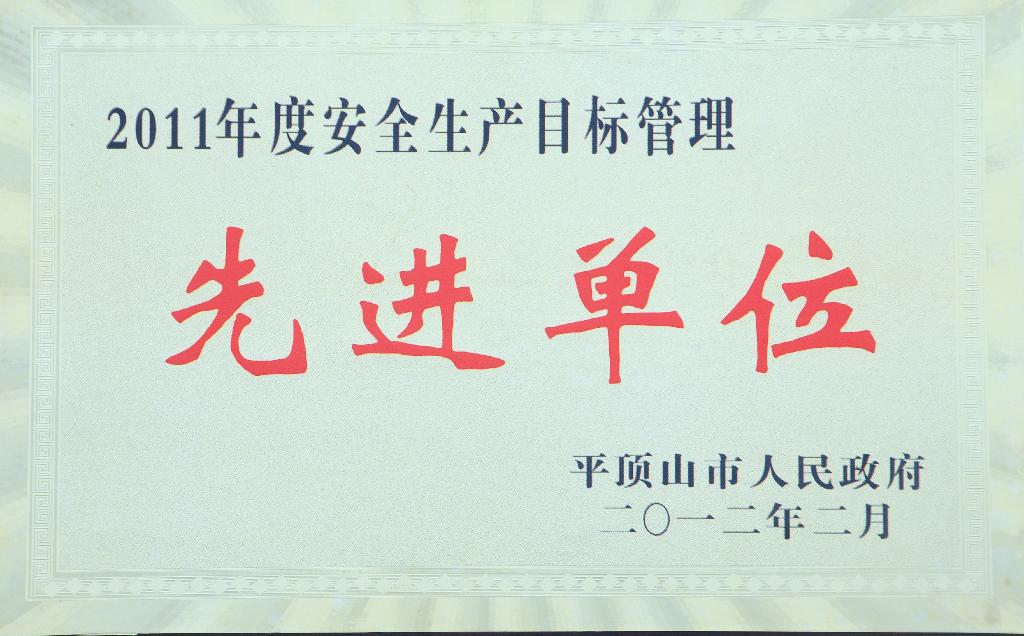 2011年度安全生产目标管理
先进单位
平顶山市人民政府
二〇一二年二月